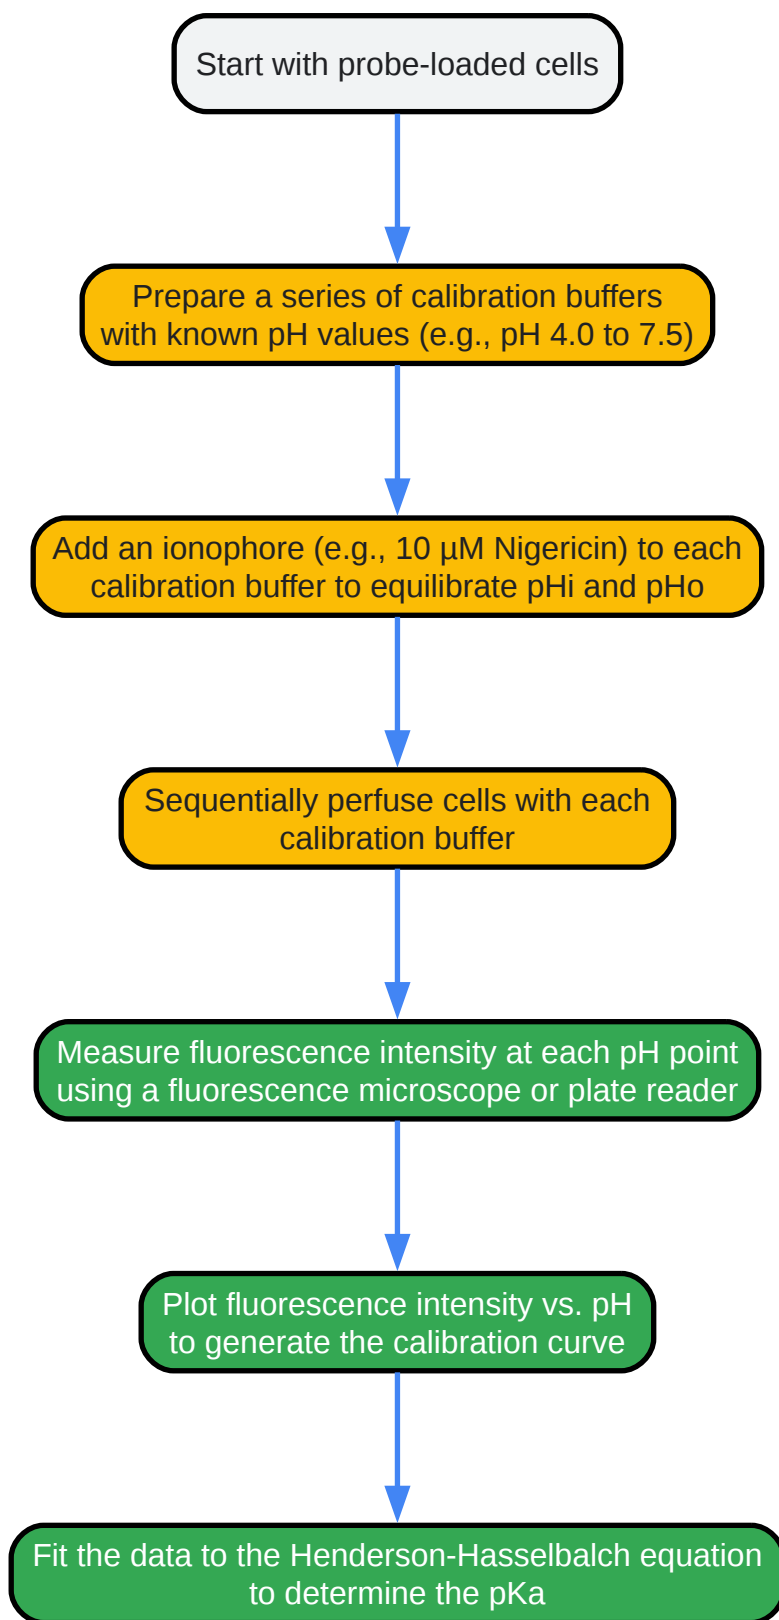 Start with probe-loaded cells
Prepare a series of calibration buffers
with known pH values (e.g., pH 4.0 to 7.5)
Add an ionophore (e.g., 10 µM Nigericin) to each
calibration buffer to equilibrate pHi and pHo
Sequentially perfuse cells with each
calibration buffer
Measure fluorescence intensity at each pH point
using a fluorescence microscope or plate reader
Plot fluorescence intensity vs. pH
to generate the calibration curve
Fit the data to the Henderson-Hasselbalch equation
to determine the pKa